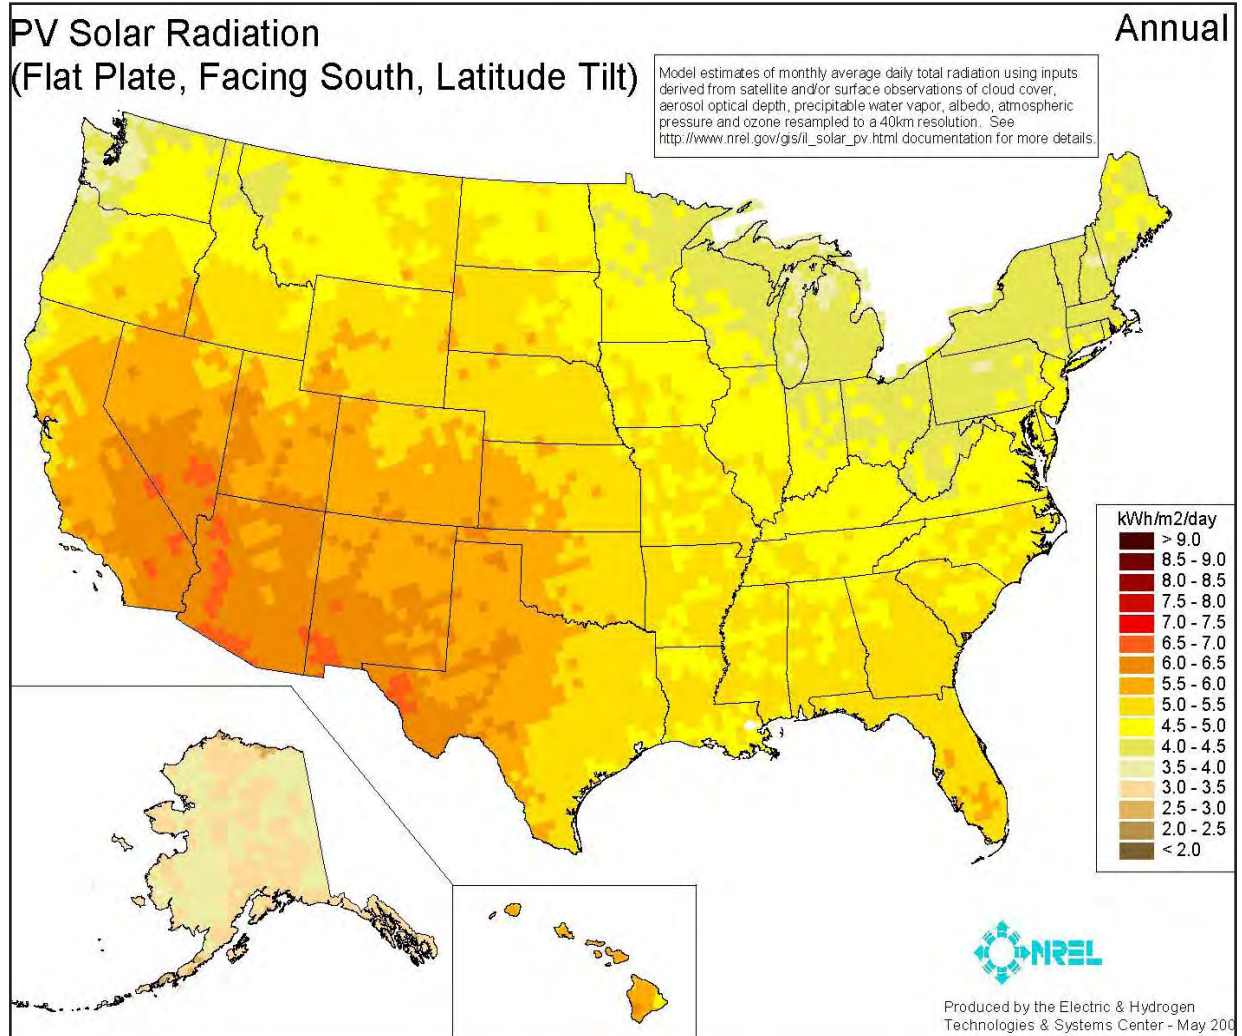 PV Solar Radiation
(Flat Plate, Facing South, Latitude Tilt)
Annual
Model estimates of monthly average daily total radiation using inputs
derived from satellite and/or surface observations of cloud cover,
aerosol optical depth, precipitable water vapor, albedo, atmospheric
pressure and ozone resampled to a 40km resolution. See
http://www.nrel.gov/gis/il_solar_pv.html documentation for more details.
kWh/m2/day
> 9.0
8.5 - 9.0
8.0 - 8.5
7.5 - 8.0
7.0 - 7.5
6.5 - 7.0
6.0 - 6.5
5.5 - 6.0
5.0 - 5.5
4.5 - 5.0
4.0 - 4.5
3.5 - 4.0
3.0 - 3.5
2.5 - 3.0
2.0 - 2.5
< 2.0
NREL
Produced by the Electric & Hydrogen
Technologies & Systems Center - May 200